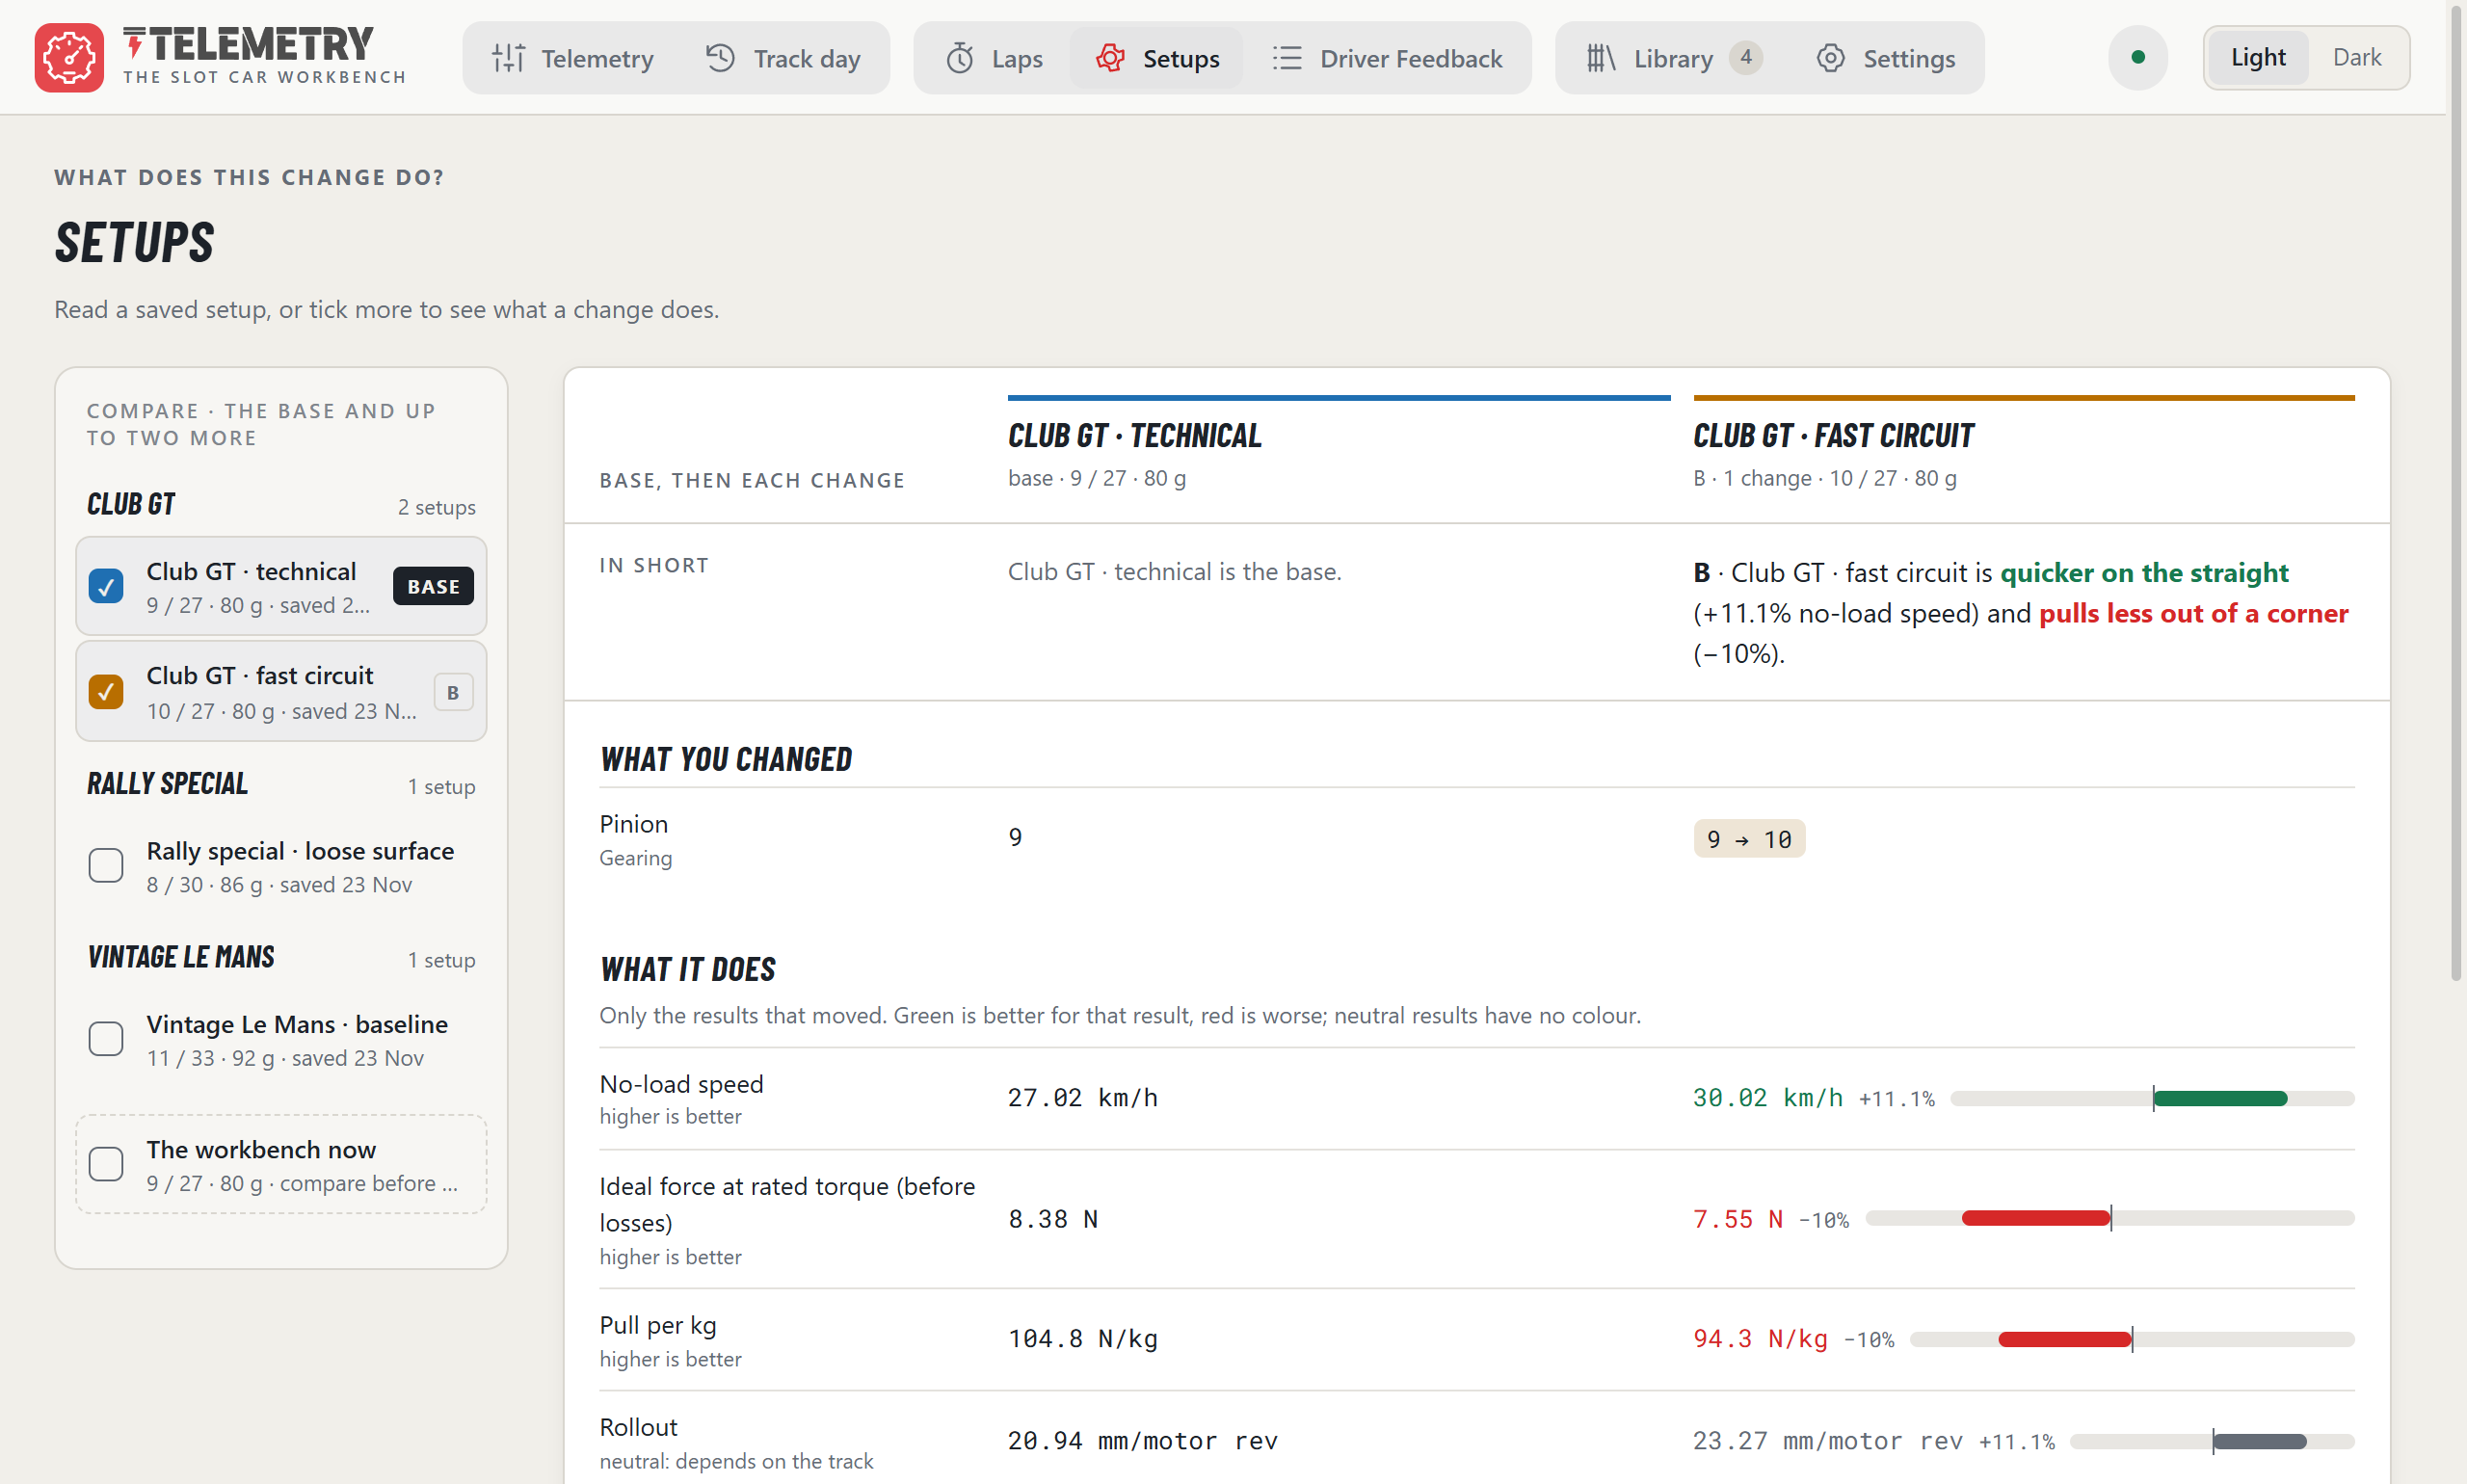 TELEMETRY
THE SLOT CAR WORKBENCH
Telemetry
Track day
Laps
Setups
Driver Feedback
Library 4
Settings
Light
Dark
WHAT DOES THIS CHANGE DO?
SETUPS
Read a saved setup, or tick more to see what a change does.
COMPARE · THE BASE AND UP
TO TWO MORE
CLUB GT 2 setups
Club GT · technical
9 / 27 · 80 g · saved 2...
BASE
Club GT · fast circuit
10 / 27 · 80 g · saved 23 N...
B
RALLY SPECIAL 1 setup
Rally special · loose surface
8 / 30 · 86 g · saved 23 Nov
VINTAGE LE MANS 1 setup
Vintage Le Mans · baseline
11 / 33 · 92 g · saved 23 Nov
The workbench now
9 / 27 · 80 g · compare before ...
BASE, THEN EACH CHANGE
CLUB GT · TECHNICAL
base · 9 / 27 · 80 g
CLUB GT · FAST CIRCUIT
B · 1 change · 10 / 27 · 80 g
IN SHORT
Club GT · technical is the base.
B · Club GT · fast circuit is quicker on the straight
(+11.1% no-load speed) and pulls less out of a corner
(−10%).
WHAT YOU CHANGED
Pinion
Gearing
9
9 → 10
WHAT IT DOES
Only the results that moved. Green is better for that result, red is worse; neutral results have no colour.
No-load speed
higher is better
27.02 km/h
30.02 km/h +11.1%
Ideal force at rated torque (before
losses)
higher is better
8.38 N
7.55 N −10%
Pull per kg
higher is better
104.8 N/kg
94.3 N/kg −10%
Rollout
neutral: depends on the track
20.94 mm/motor rev
23.27 mm/motor rev +11.1%